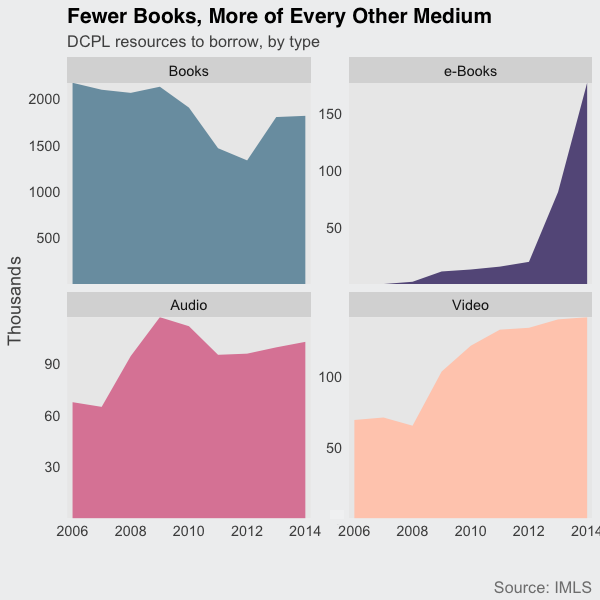 Fewer Books, More of Every Other Medium
DCPL resources to borrow, by type
Books
e-Books
2000
1500
1000
500
150
100
50
Thousands
Audio
Video
90
60
30
100
50
2006 2008 2010 2012 2014
2006 2008 2010 2012 2014
Source: IMLS